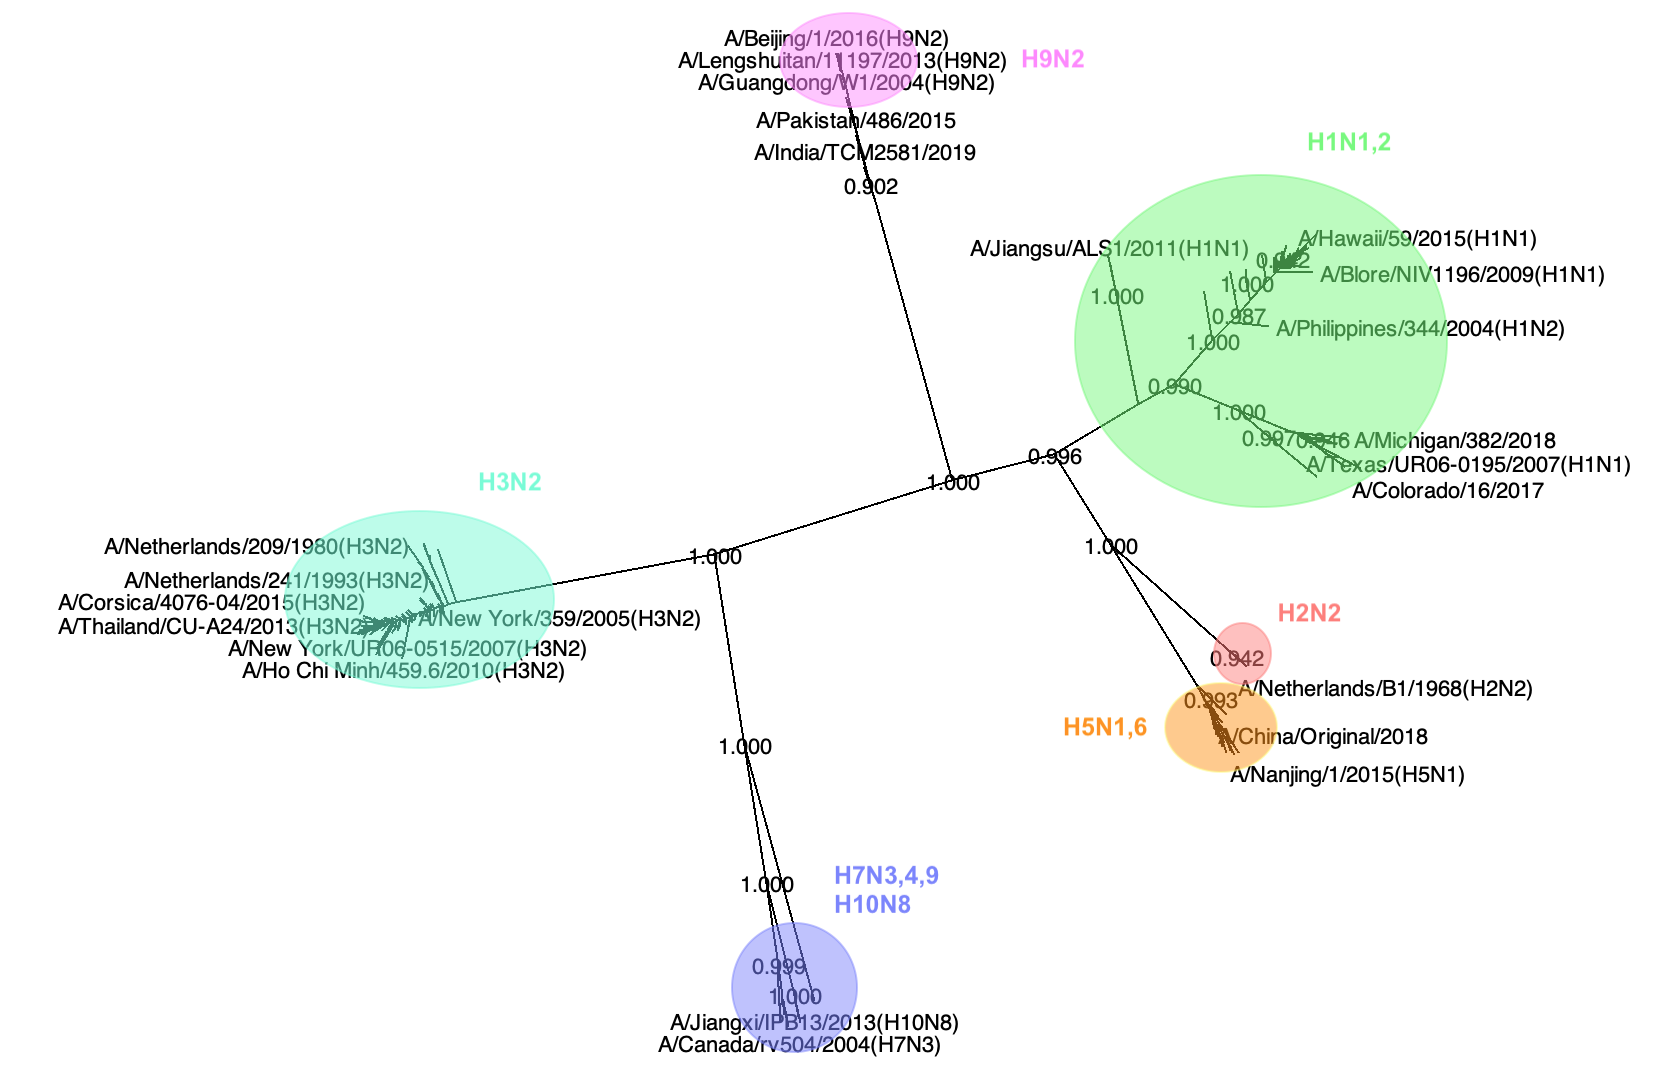 A/Beijing/1/2016(H9N2)
A/Lengshuitan/11197/2013(H9N2)
H9N2
A/Guangdong/W1/2004(H9N2)
A/Pakistan/486/2015
A/India/TCM2581/2019
0.902
H1N1,2
A/Jiangsu/ALS1/2011(H1N1)
A/Hawaii/59/2015(H1N1)
A/Blore/NIV1196/2009(H1N1)
1.000
1.000
0.987
A/Philippines/344/2004(H1N2)
1.000
0.990
1.000
0.997
A/Michigan/382/2018
A/Texas/UR06-0195/2007(H1N1)
A/Colorado/16/2017
0.996
1.000
H3N2
A/Netherlands/209/1980(H3N2)
A/Netherlands/241/1993(H3N2)
A/Corsica/4076-04/2015(H3N2)
A/Thailand/CU-A24/2013(H3N2)
A/New York/359/2005(H3N2)
A/New York/UR06-0515/2007(H3N2)
A/Ho Chi Minh/459.6/2010(H3N2)
1.000
1.000
H2N2
0.942
A/Netherlands/B1/1968(H2N2)
0.993
H5N1,6
A/China/Original/2018
A/Nanjing/1/2015(H5N1)
1.000
1.000
H7N3,4,9
H10N8
0.999
1.000
A/Jiangxi/IPB13/2013(H10N8)
A/Canada/rv504/2004(H7N3)